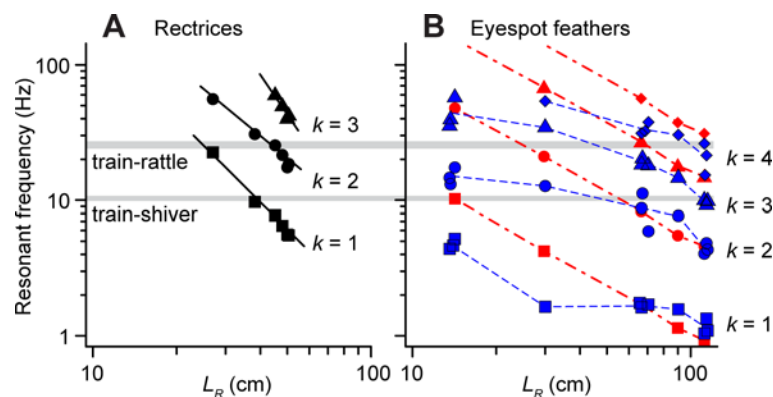 A Rectrices
B Eyespot feathers
Resonant frequency (Hz)
100
10
1
train-rattle
train-shiver
k = 3
k = 2
k = 1
10
100
L_R (cm)
k = 4
k = 3
k = 2
k = 1
10
100
L_R (cm)